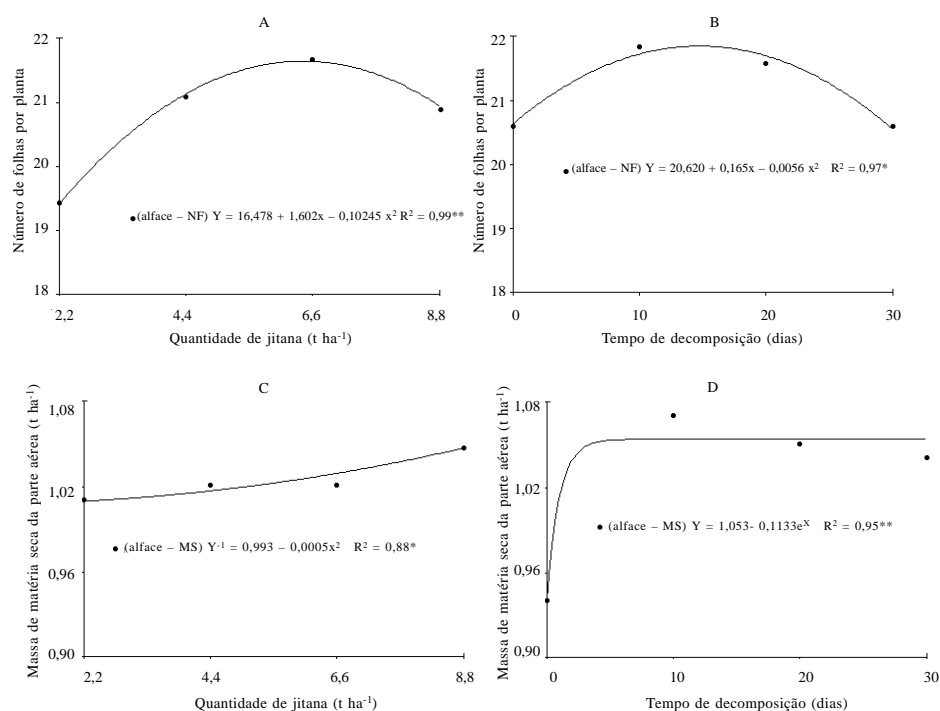 A
Número de folhas por planta
22
21
20
19
18
(alface – NF) Y = 16,478 + 1,602x – 0,10245 x² R² = 0,99**
2,2 4,4 6,6 8,8
Quantidade de jitana (t ha⁻¹)
B
Número de folhas por planta
22
21
20
19
18
(alface – NF) Y = 20,620 + 0,165x – 0,0056 x² R² = 0,97*
0 10 20 30
Tempo de decomposição (dias)
C
Massa de matéria seca da parte aérea (t ha⁻¹)
1,08
1,02
0,96
0,90
(alface – MS) Y⁻¹ = 0,993 – 0,0005x² R² = 0,88*
2,2 4,4 6,6 8,8
Quantidade de jitana (t ha⁻¹)
D
Massa de matéria seca da parte aérea (t ha⁻¹)
1,08
1,02
0,96
0,90
(alface – MS) Y = 1,053- 0,1133eˣ R² = 0,95**
0 10 20 30
Tempo de decomposição (dias)